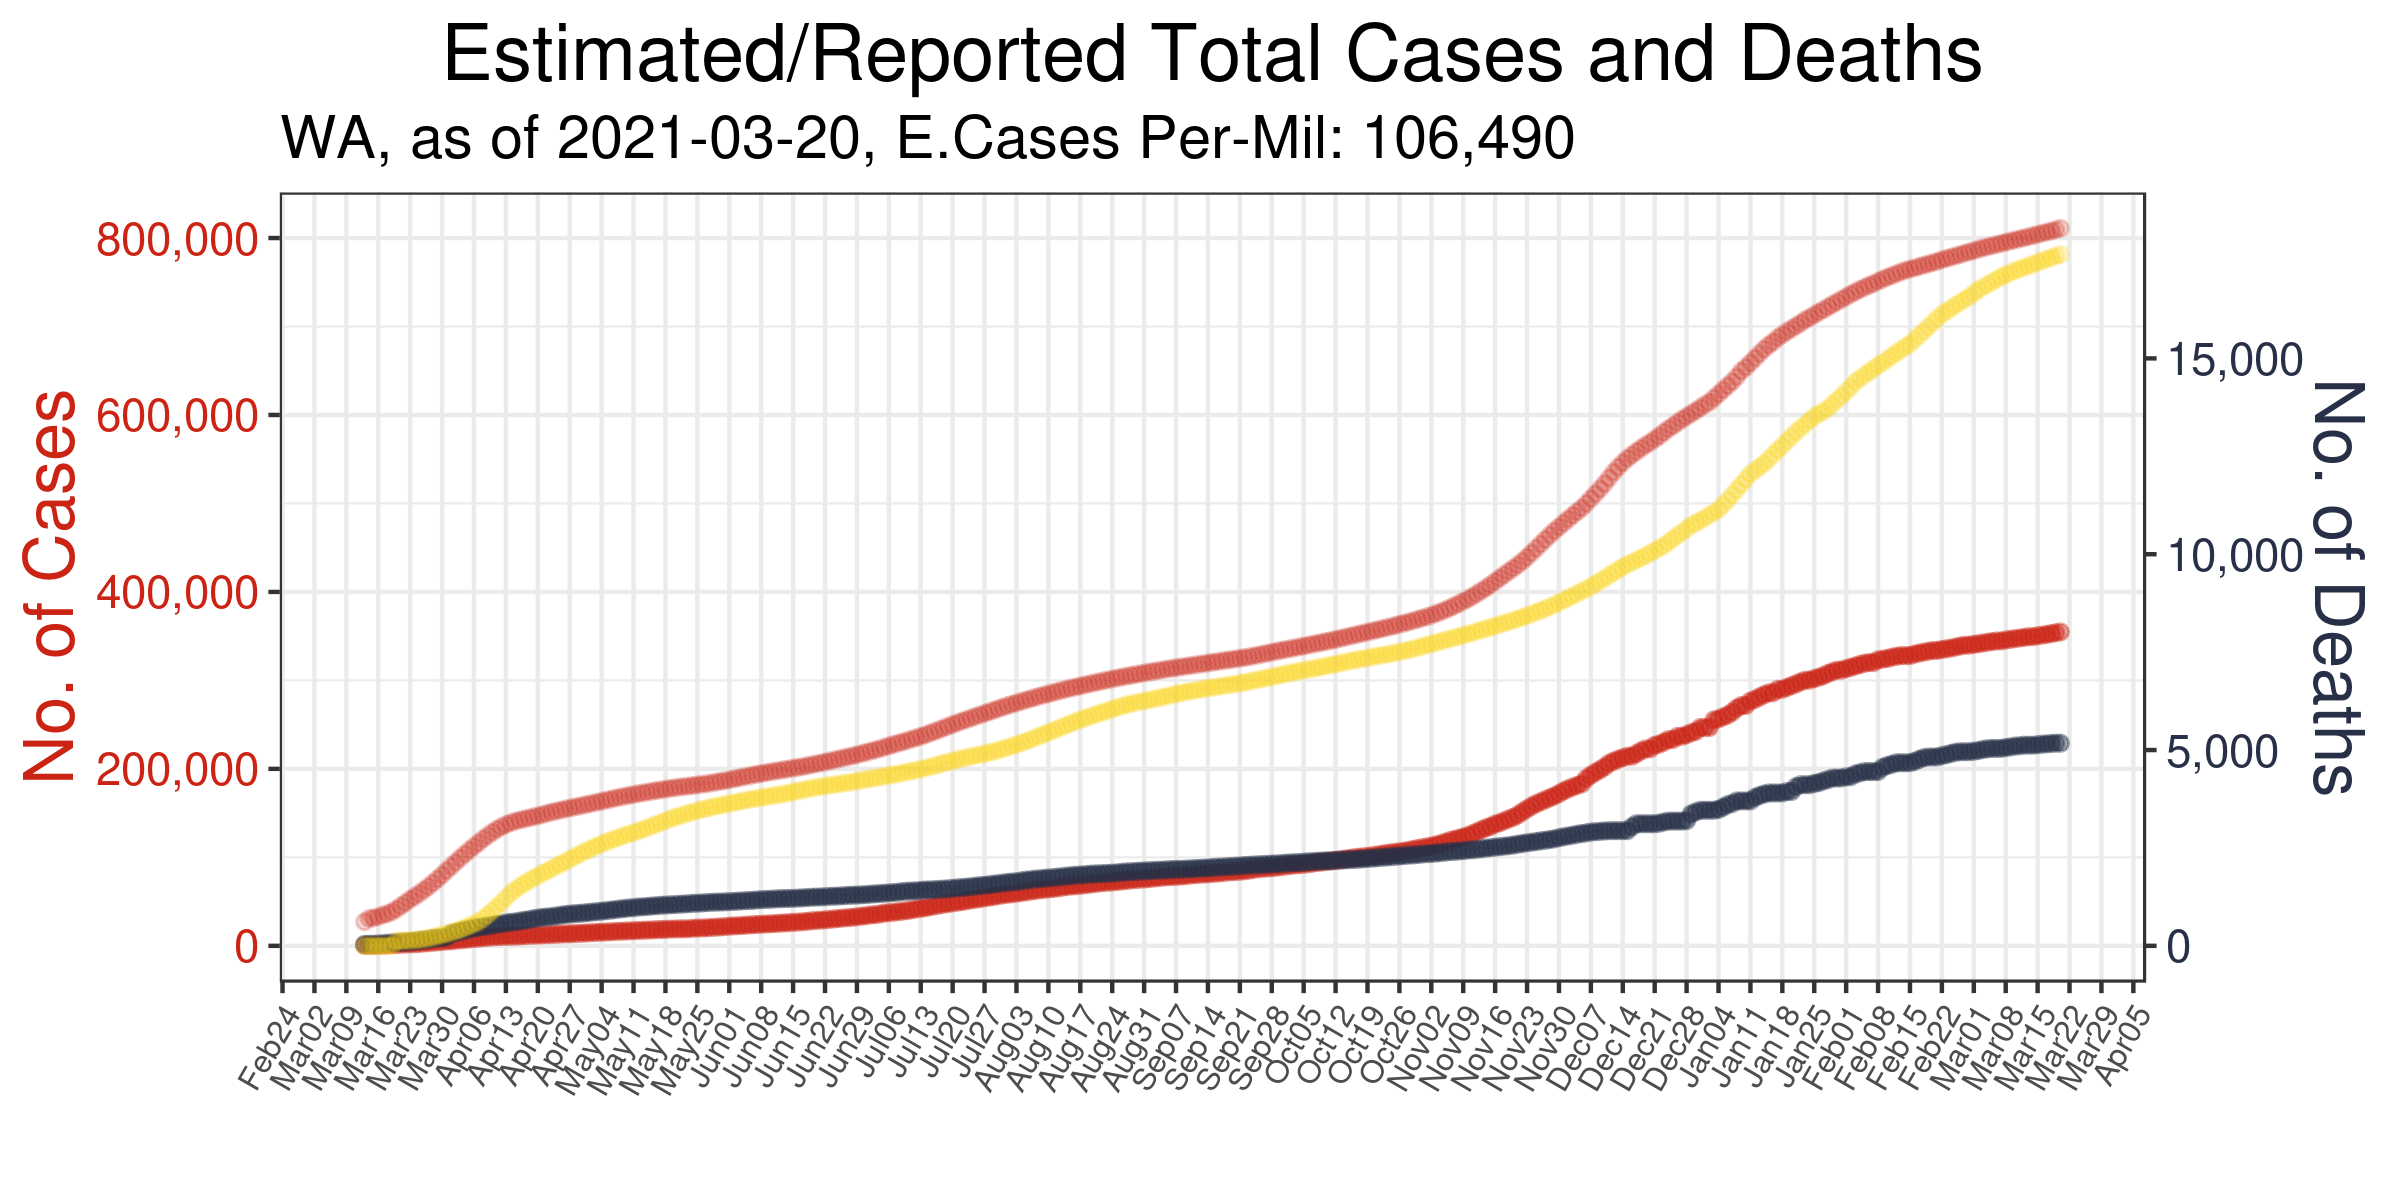 Estimated/Reported Total Cases and Deaths
WA, as of 2021-03-20, E.Cases Per-Mil: 106,490
No. of Cases
800,000
600,000
400,000
200,000
0
15,000
10,000
5,000
0
No. of Deaths
Feb24
Mar02
Mar09
Mar16
Mar23
Mar30
Apr06
Apr13
Apr20
Apr27
May04
May11
May18
May25
Jun01
Jun08
Jun15
Jun22
Jun29
Jul06
Jul13
Jul20
Jul27
Aug03
Aug10
Aug17
Aug24
Aug31
Sep07
Sep14
Sep21
Sep28
Oct05
Oct12
Oct19
Oct26
Nov02
Nov09
Nov16
Nov23
Nov30
Dec07
Dec14
Dec21
Dec28
Jan04
Jan11
Jan18
Jan25
Feb01
Feb08
Feb15
Feb22
Mar01
Mar08
Mar15
Mar22
Mar29
Apr05